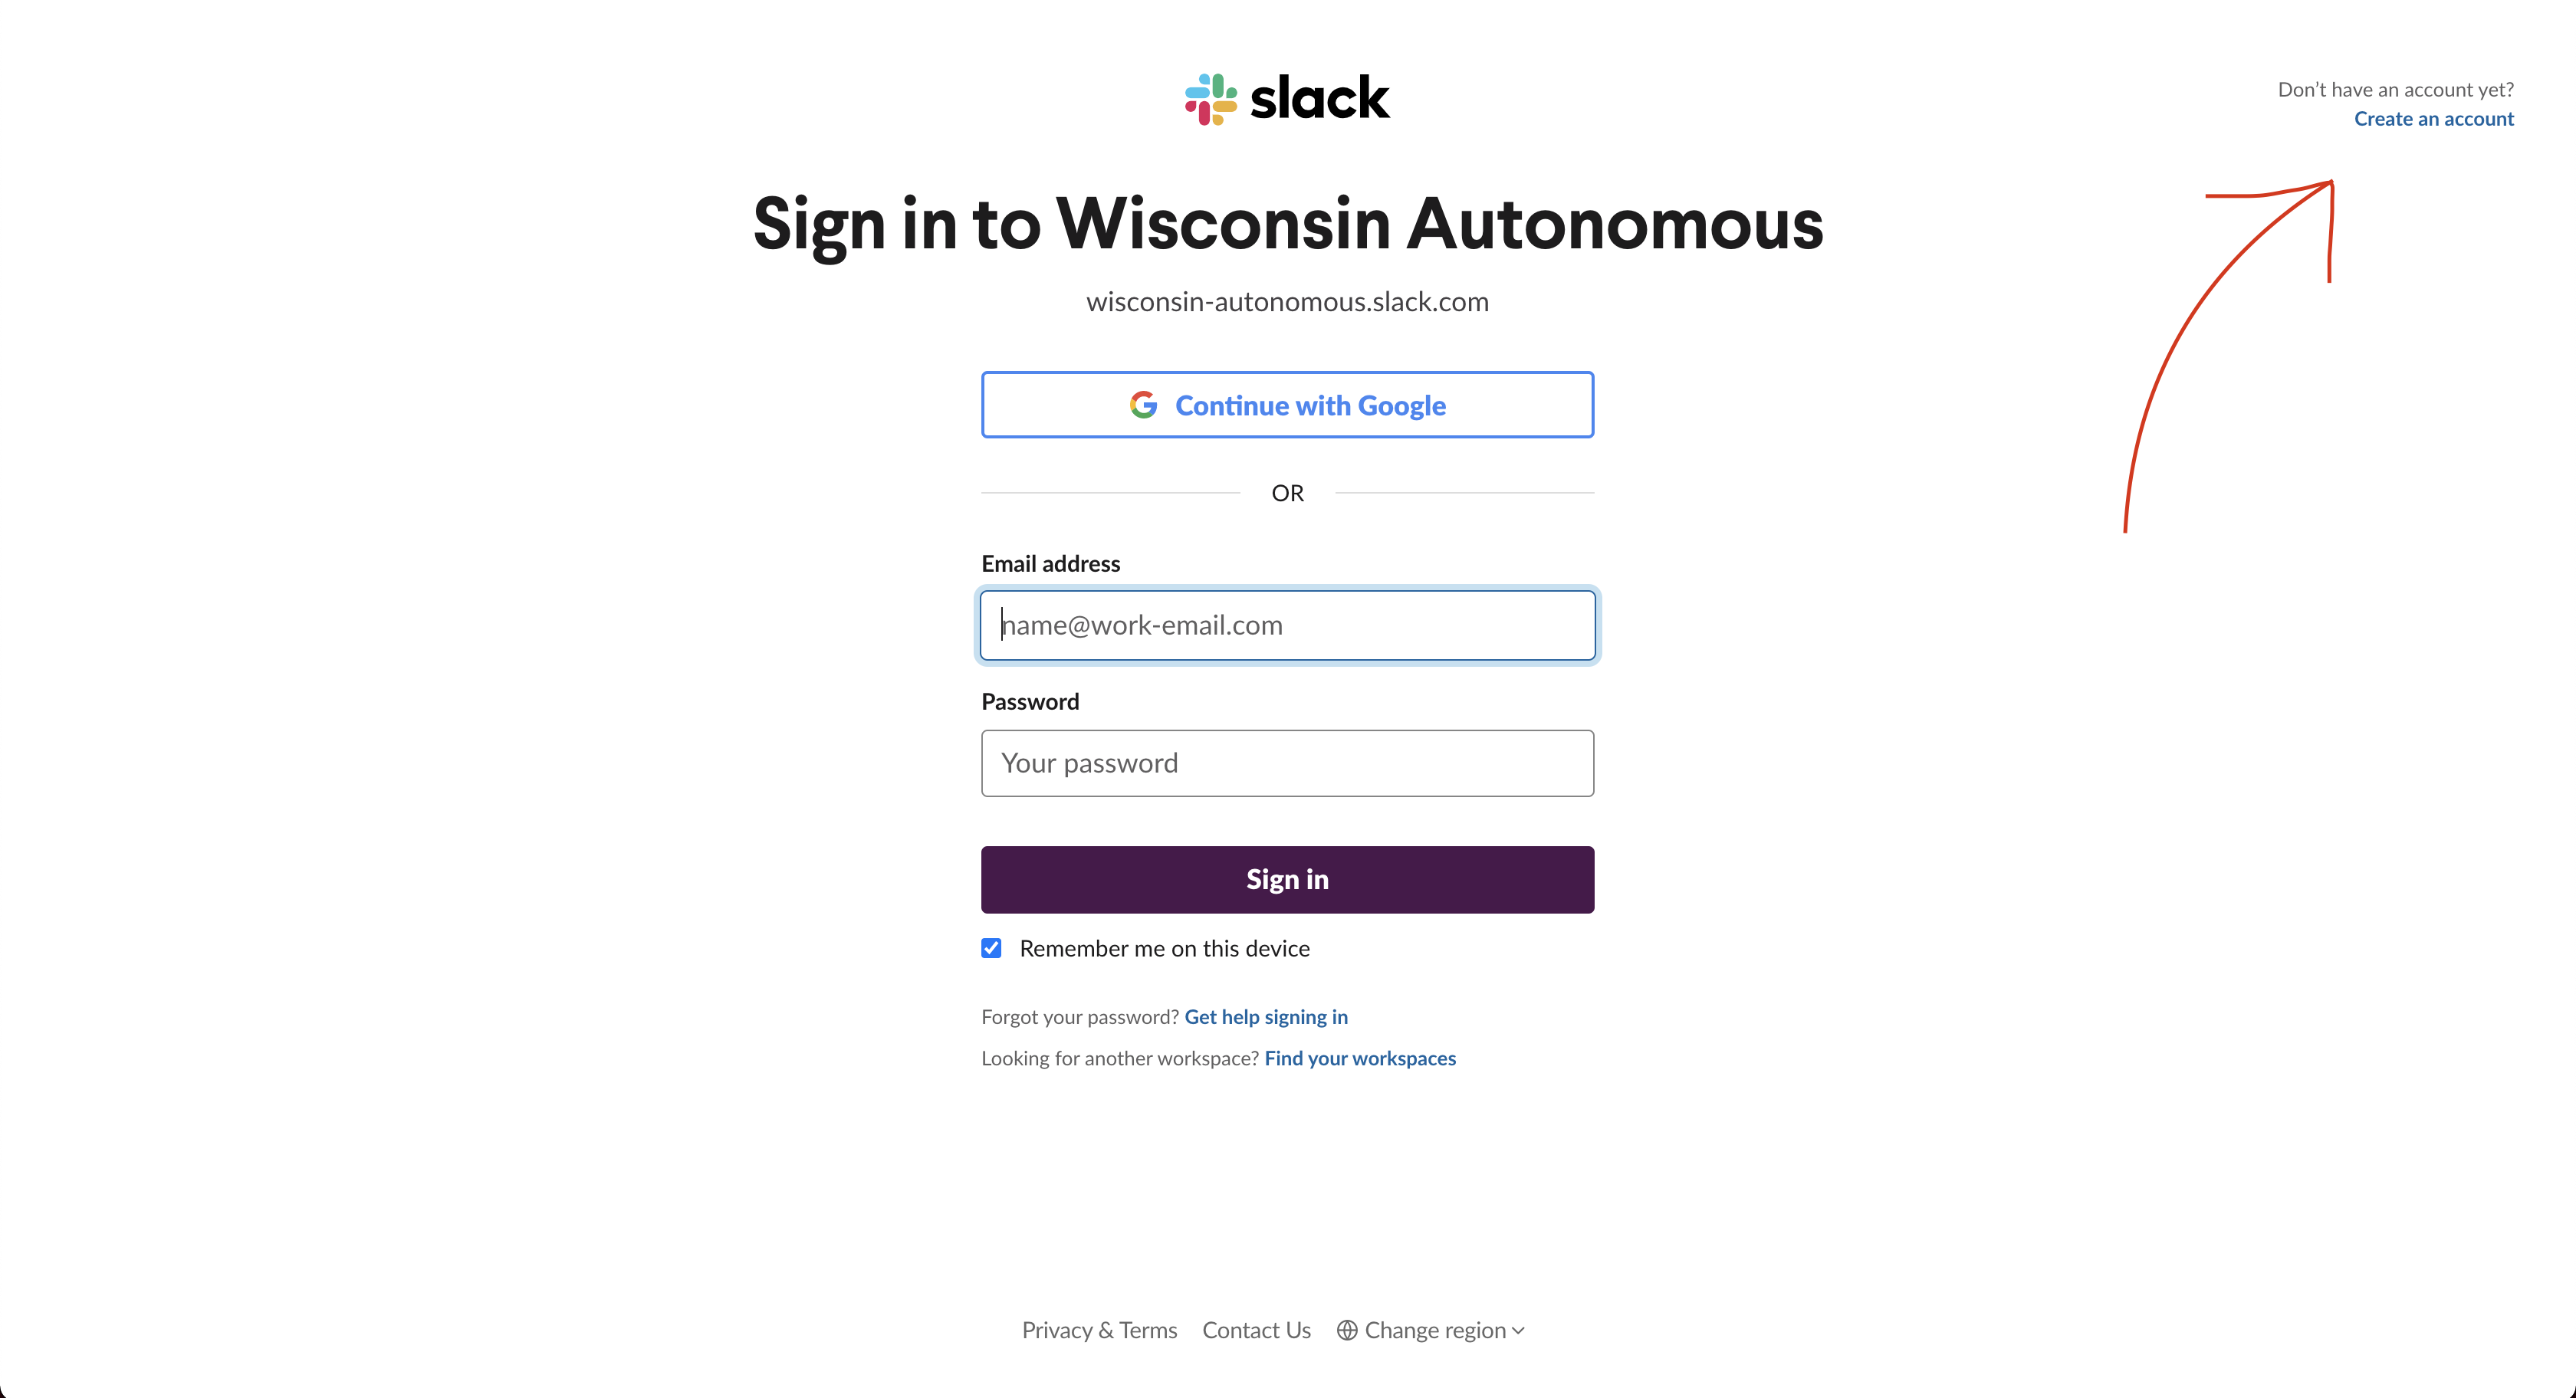 slack
Don’t have an account yet?
Create an account
Sign in to Wisconsin Autonomous
wisconsin-autonomous.slack.com
Continue with Google
OR
Email address
name@work-email.com
Password
Your password
Sign in
Remember me on this device
Forgot your password? Get help signing in
Looking for another workspace? Find your workspaces
Privacy & Terms Contact Us Change region